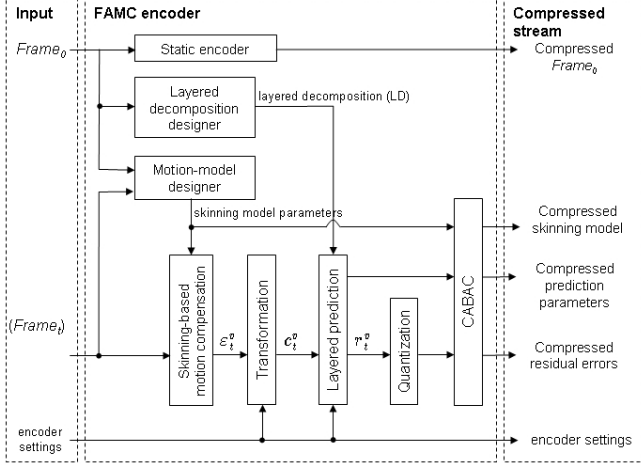 Input
FAMC encoder
Compressed
stream
Frame₀
Static encoder
Compressed
Frame₀
Layered
decomposition
designer
layered decomposition (LD)
Motion-model
designer
skinning model parameters
Compressed
skinning model
Compressed
prediction
parameters
(Frameₜ)
Skinning-based
motion compensation
εₜᵛ
Transformation
cₜᵛ
Layered prediction
rₜᵛ
Quantization
CABAC
Compressed
residual errors
encoder
settings
encoder settings